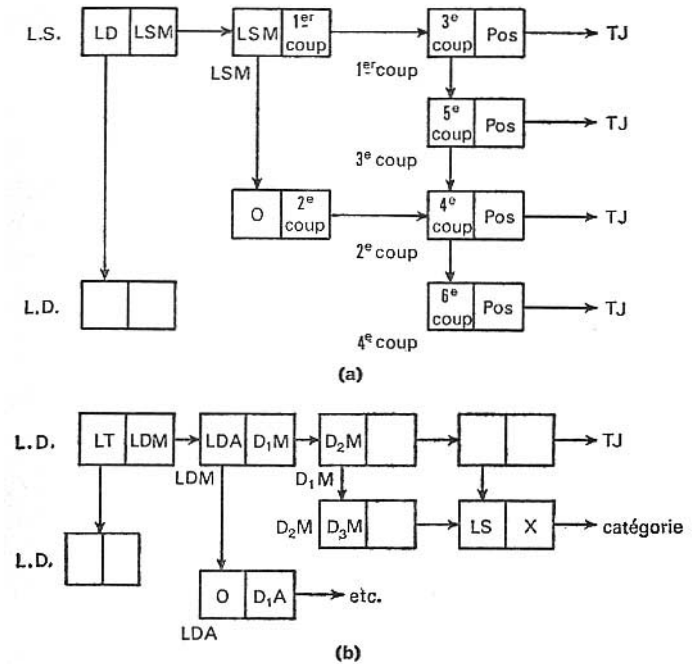 L.S. LD LSM LSM 1er coup 3e coup Pos TJ
LSM 1er coup
5e coup Pos TJ
3e coup
O 2e coup 4e coup Pos TJ
2e coup
L.D. 6e coup Pos TJ
4e coup
(a)
L.D. LT LDM LDA D1M D2M TJ
LDM D1M
L.D. D2M D3M LS X catégorie
O D1A etc.
LDA
(b)